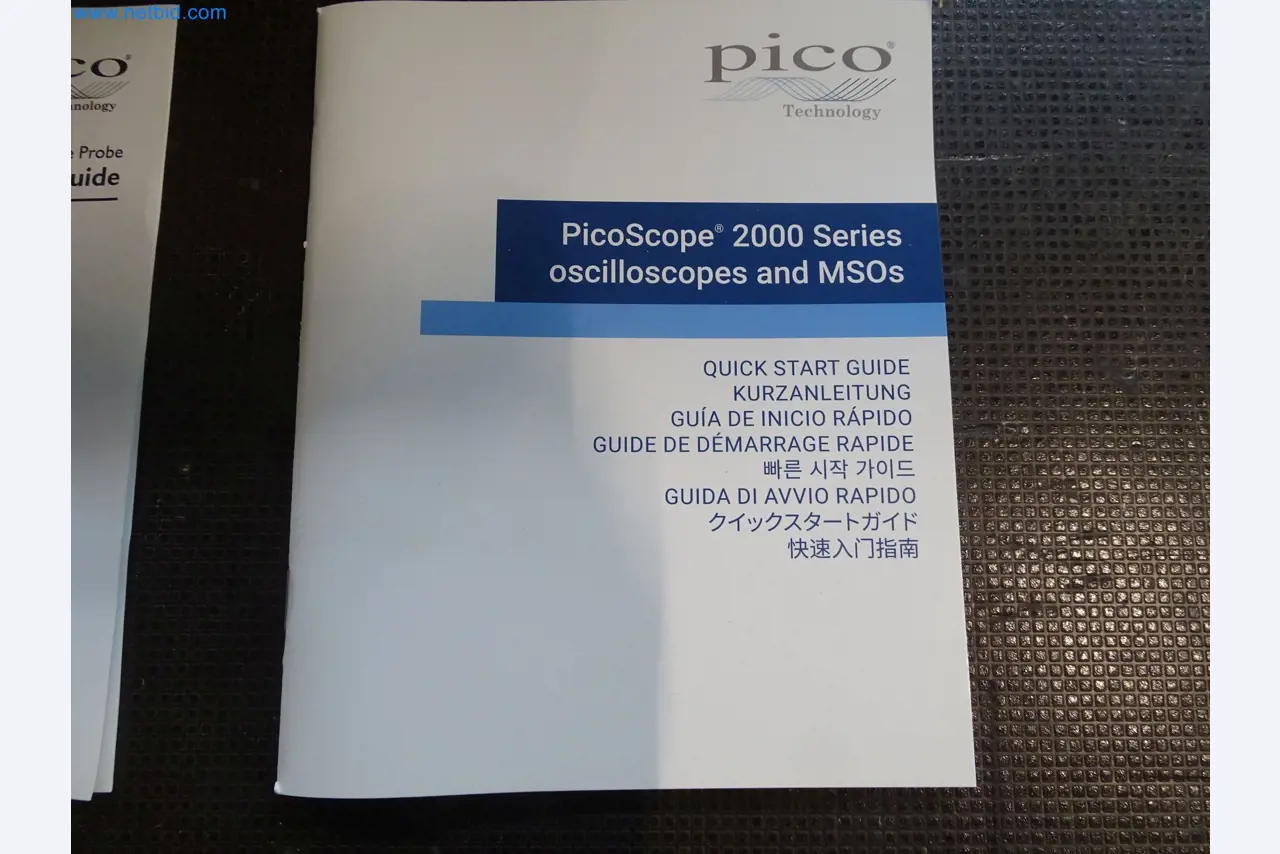 www.netbid.com
co®
nology
e Probe
uide
pico®
Technology
PicoScope® 2000 Series
oscilloscopes and MSOs
QUICK START GUIDE
KURZANLEITUNG
GUÍA DE INICIO RÁPIDO
GUIDE DE DÉMARRAGE RAPIDE
빠른 시작 가이드
GUIDA DI AVVIO RAPIDO
クイックスタートガイド
快速入门指南